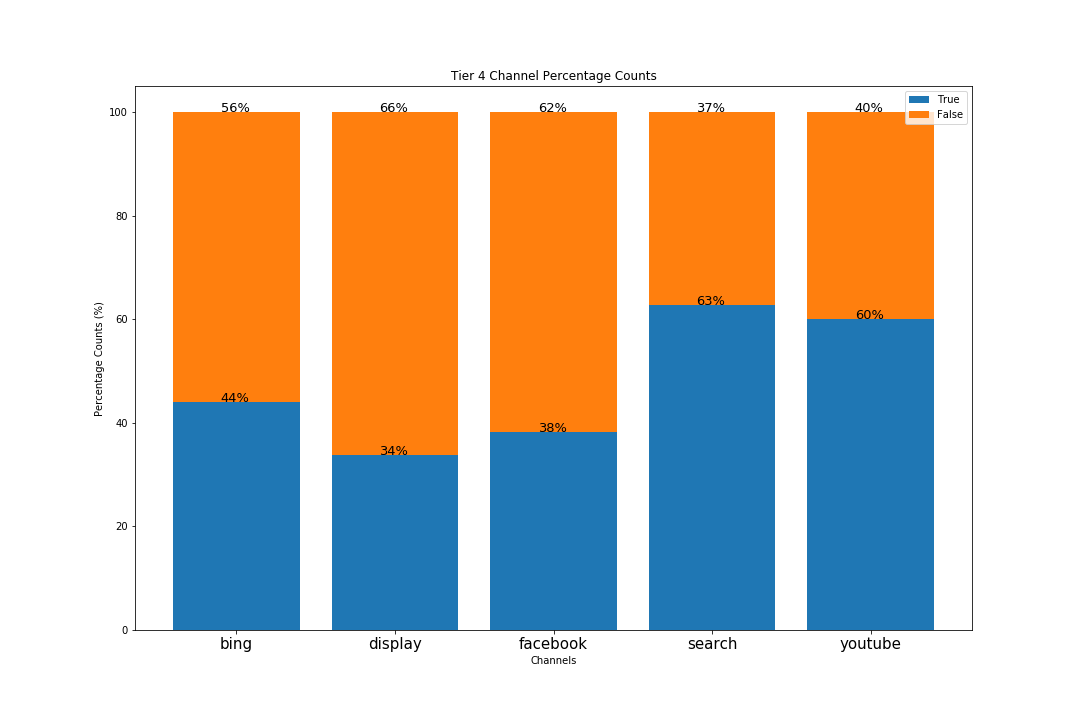 Tier 4 Channel Percentage Counts
56% 66% 62% 37% 40%
True
False
100
80
60
40
20
0
Percentage Counts (%)
63%
60%
44%
38%
34%
bing display facebook search youtube
Channels